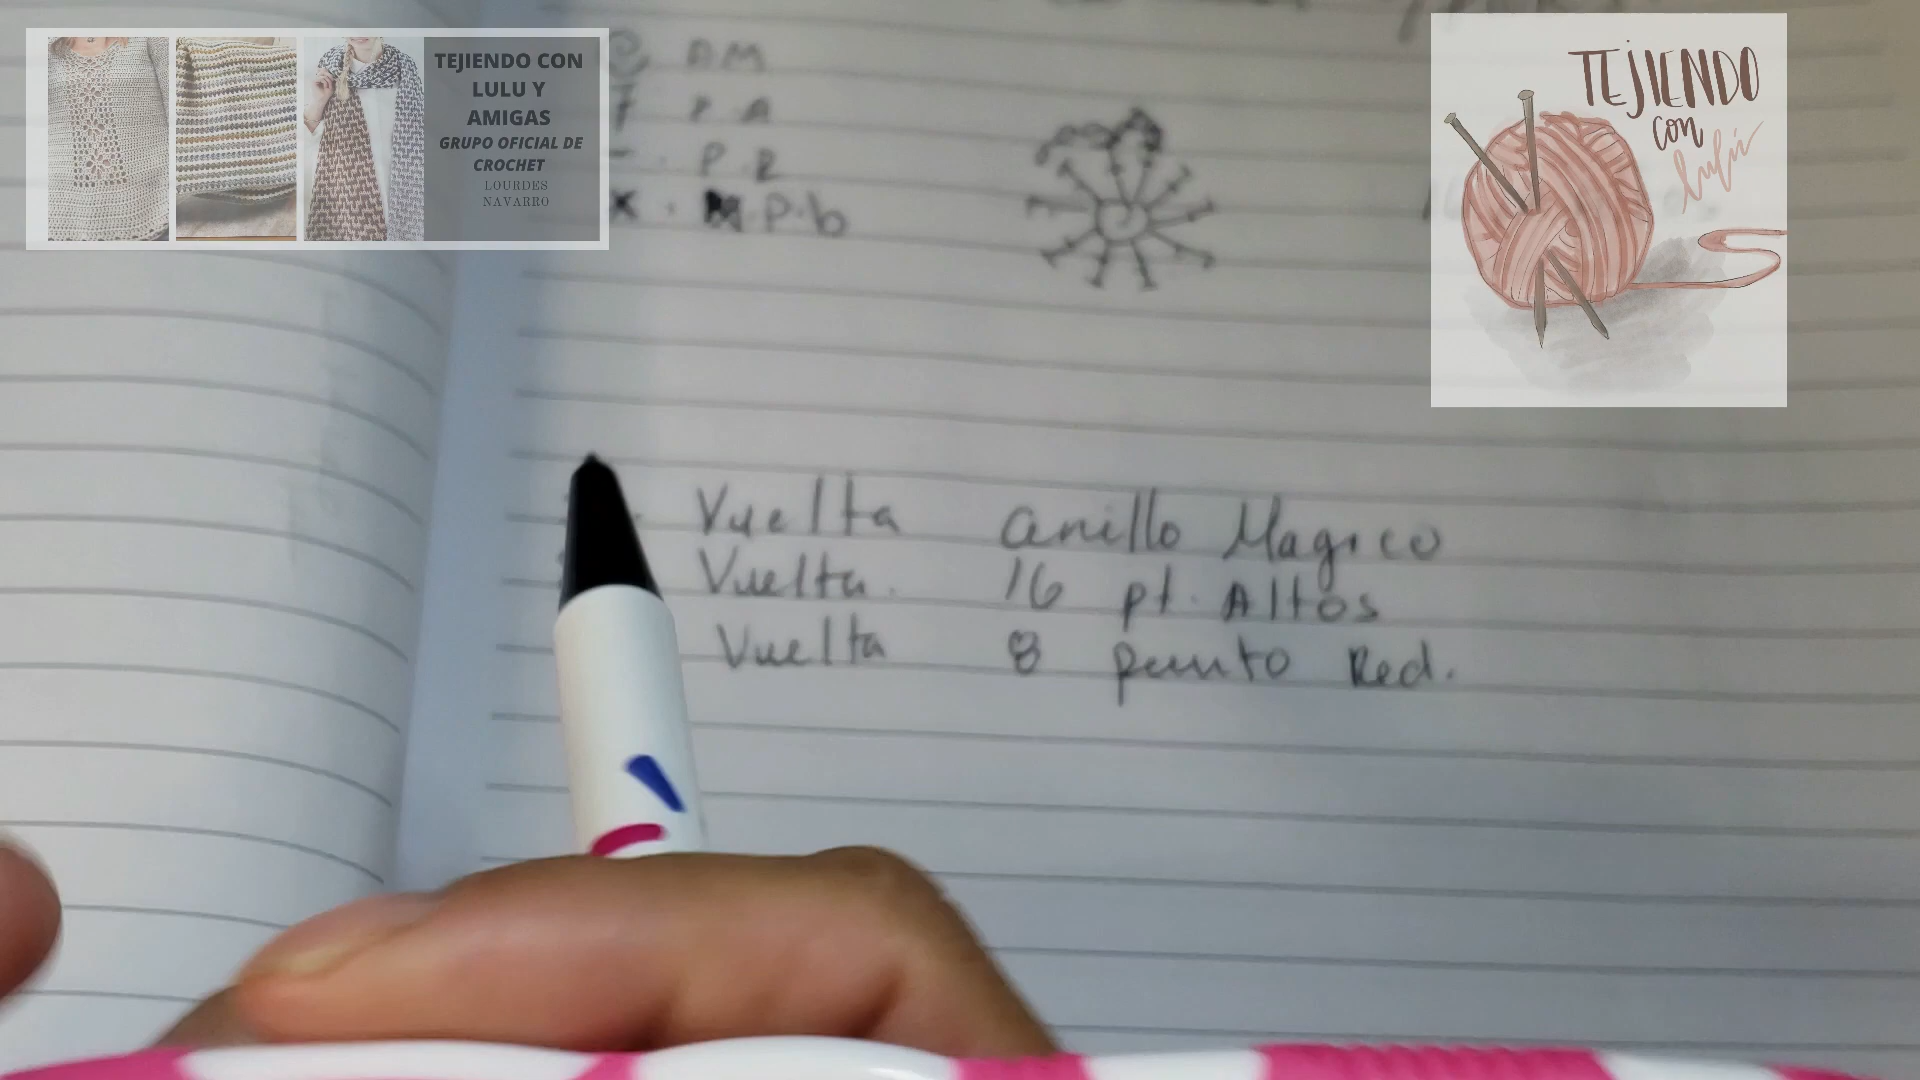 TEJIENDO CON
LULU Y
AMIGAS
GRUPO OFICIAL DE
CROCHET
LOURDES
NAVARRO
TEJIENDO
con
lulú
AM
P A
P. R
x . P.b
Vuelta anillo Magico
Vuelta. 16 pt. Altos
Vuelta 8 punto Red.